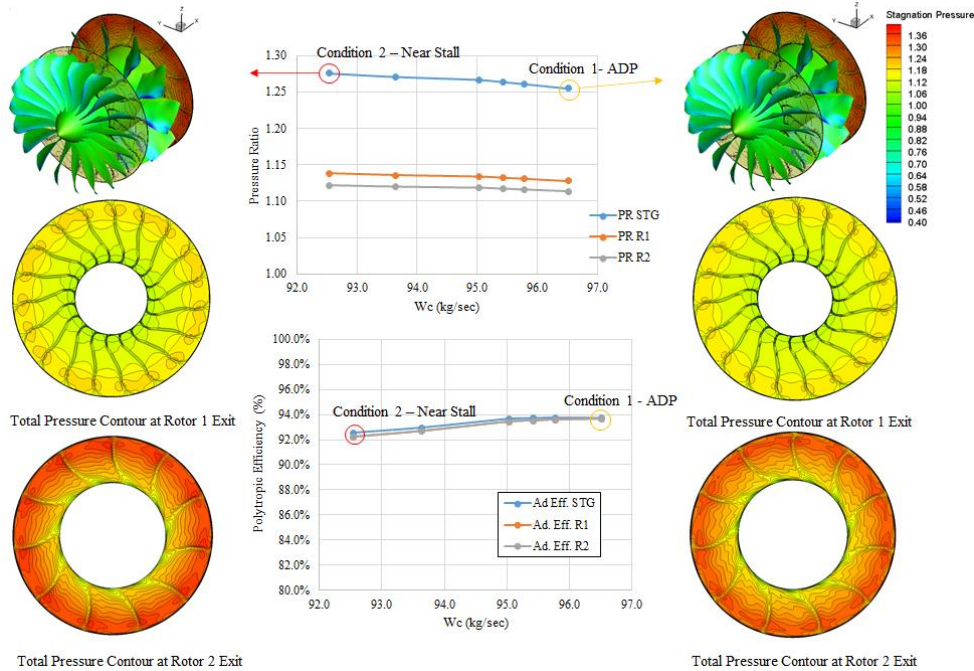 Z
Y
X
Z
Y
X
Stagnation Pressure
1.36
1.30
1.24
1.18
1.12
1.06
1.00
0.94
0.88
0.82
0.76
0.70
0.64
0.58
0.52
0.46
0.40
Condition 2 – Near Stall
Condition 1- ADP
Pressure Ratio
1.30
1.25
1.20
1.15
1.10
1.05
1.00
PR STG
PR R1
PR R2
92.0 93.0 94.0 95.0 96.0 97.0
Wc (kg/sec)
Total Pressure Contour at Rotor 1 Exit
Total Pressure Contour at Rotor 1 Exit
Polytropic Efficiency (%)
100.0%
98.0%
96.0%
94.0%
92.0%
90.0%
88.0%
86.0%
84.0%
82.0%
80.0%
Condition 2 – Near Stall
Condition 1 - ADP
Ad Eff. STG
Ad. Eff. R1
Ad. Eff. R2
92.0 93.0 94.0 95.0 96.0 97.0
Wc (kg/sec)
Total Pressure Contour at Rotor 2 Exit
Total Pressure Contour at Rotor 2 Exit